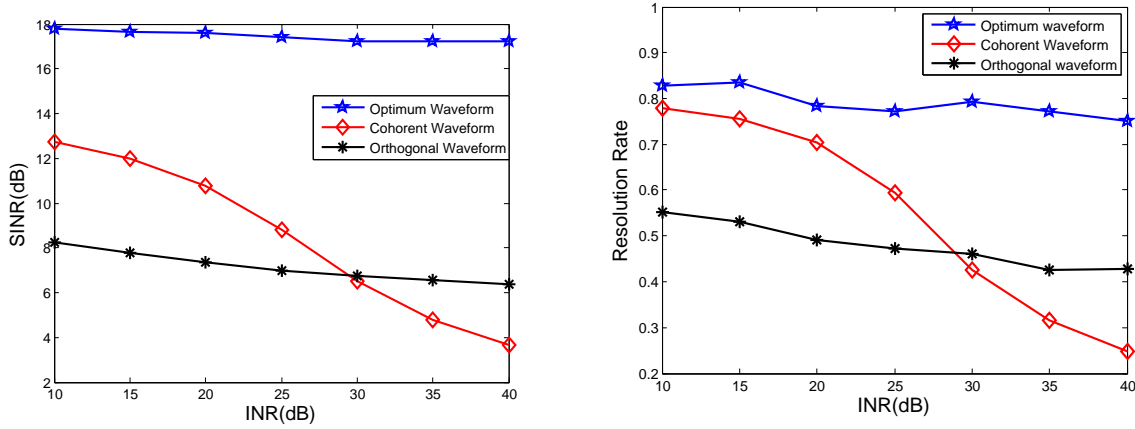 18
16
14
12
10
8
6
4
2
SINR(dB)
10 15 20 25 30 35 40
INR(dB)
Optimum Waveform
Cohorent Waveform
Orthogonal Waveform
1
0.9
0.8
0.7
0.6
0.5
0.4
0.3
0.2
Resolution Rate
10 15 20 25 30 35 40
INR(dB)
Optimum waveform
Cohorent Waveform
Orthogonal waveform